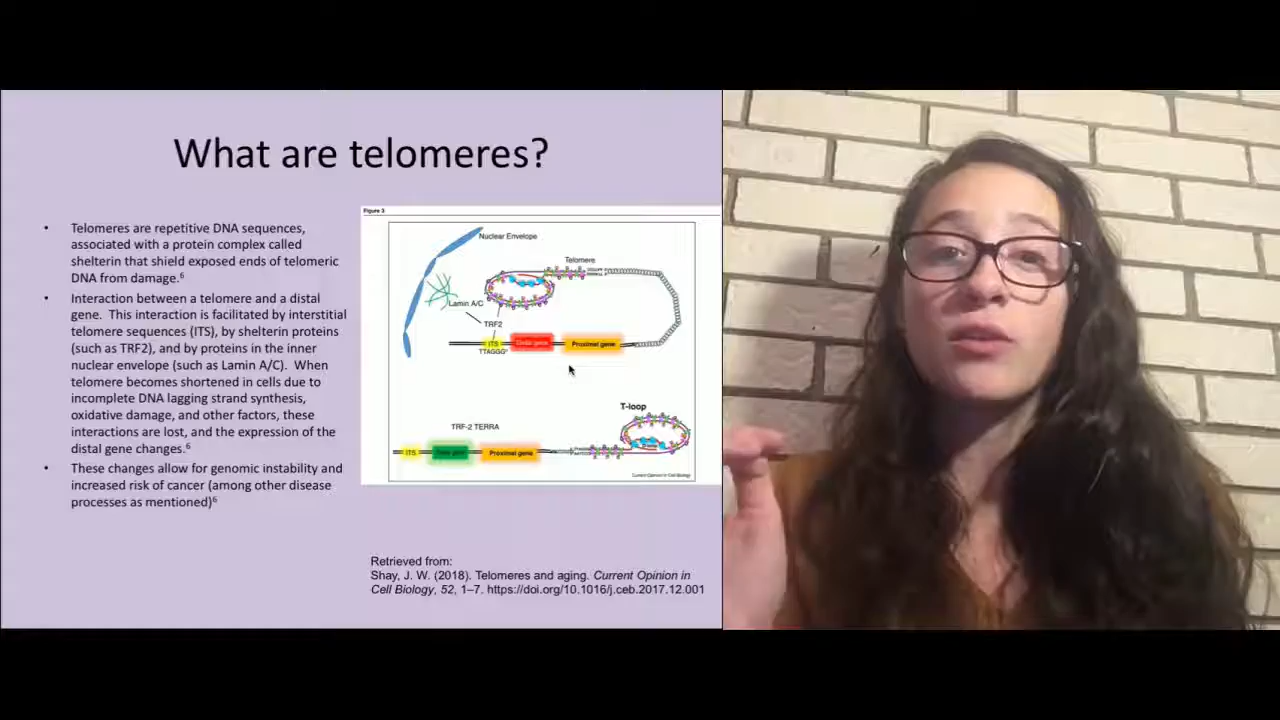 What are telomeres?
• Telomeres are repetitive DNA sequences,
associated with a protein complex called
shelterin that shield exposed ends of telomeric
DNA from damage.⁶
• Interaction between a telomere and a distal
gene. This interaction is facilitated by interstitial
telomere sequences (ITS), by shelterin proteins
(such as TRF2), and by proteins in the inner
nuclear envelope (such as Lamin A/C). When
telomere becomes shortened in cells due to
incomplete DNA lagging strand synthesis,
oxidative damage, and other factors, these
interactions are lost, and the expression of the
distal gene changes.⁶
• These changes allow for genomic instability and
increased risk of cancer (among other disease
processes as mentioned)⁶
Figure 3
Nuclear Envelope
Telomere
Lamin A/C
TRF2
ITS
Distal gene
Proximal gene
TTAGGGⁿ
T-loop
TRF-2 TERRA
ITS
Proximal gene
Current Opinion in Cell Biology
Retrieved from:
Shay, J. W. (2018). Telomeres and aging. Current Opinion in
Cell Biology, 52, 1–7. https://doi.org/10.1016/j.ceb.2017.12.001